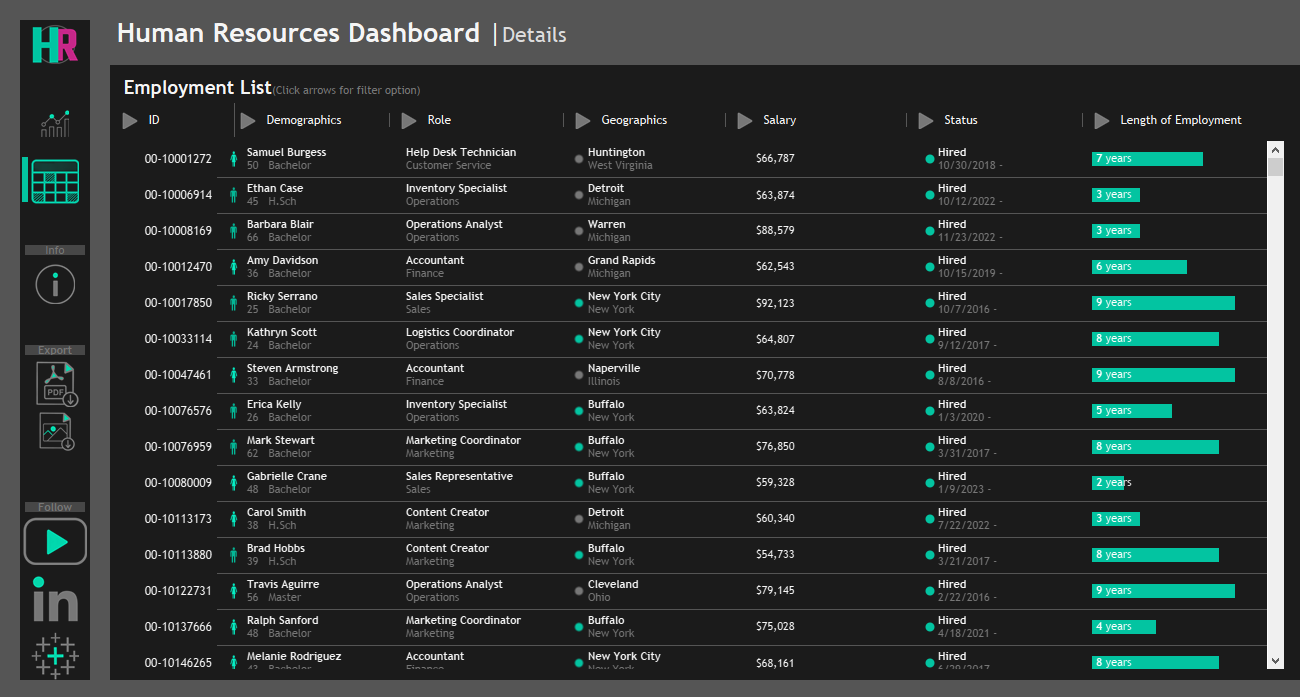 HR
Human Resources Dashboard | Details
Employment List(Click arrows for filter option)
ID Demographics Role Geographics Salary Status Length of Employment
00-10001272 Samuel Burgess Help Desk Technician Huntington $66,787 Hired 7 years
50 Bachelor Customer Service West Virginia 10/30/2018 -
00-10006914 Ethan Case Inventory Specialist Detroit $63,874 Hired 3 years
45 H.Sch Operations Michigan 10/12/2022 -
00-10008169 Barbara Blair Operations Analyst Warren $88,579 Hired 3 years
66 Bachelor Operations Michigan 11/23/2022 -
00-10012470 Amy Davidson Accountant Grand Rapids $62,543 Hired 6 years
36 Bachelor Finance Michigan 10/15/2019 -
00-10017850 Ricky Serrano Sales Specialist New York City $92,123 Hired 9 years
25 Bachelor Sales New York 10/7/2016 -
00-10033114 Kathryn Scott Logistics Coordinator New York City $64,807 Hired 8 years
24 Bachelor Operations New York 9/12/2017 -
00-10047461 Steven Armstrong Accountant Naperville $70,778 Hired 9 years
33 Bachelor Finance Illinois 8/8/2016 -
00-10076576 Erica Kelly Inventory Specialist Buffalo $63,824 Hired 5 years
26 Bachelor Operations New York 1/3/2020 -
00-10076959 Mark Stewart Marketing Coordinator Buffalo $76,850 Hired 8 years
62 Bachelor Marketing New York 3/31/2017 -
00-10080009 Gabrielle Crane Sales Representative Buffalo $59,328 Hired 2 years
48 Bachelor Sales New York 1/9/2023 -
00-10113173 Carol Smith Content Creator Detroit $60,340 Hired 3 years
38 H.Sch Marketing Michigan 7/22/2022 -
00-10113880 Brad Hobbs Content Creator Buffalo $54,733 Hired 8 years
39 H.Sch Marketing New York 3/21/2017 -
00-10122731 Travis Aguirre Operations Analyst Cleveland $79,145 Hired 9 years
56 Master Operations Ohio 2/22/2016 -
00-10137666 Ralph Sanford Marketing Coordinator Buffalo $75,028 Hired 4 years
48 Bachelor Marketing New York 4/18/2021 -
00-10146265 Melanie Rodriguez Accountant New York City $68,161 Hired 8 years
Info
Export
PDF
Follow
in